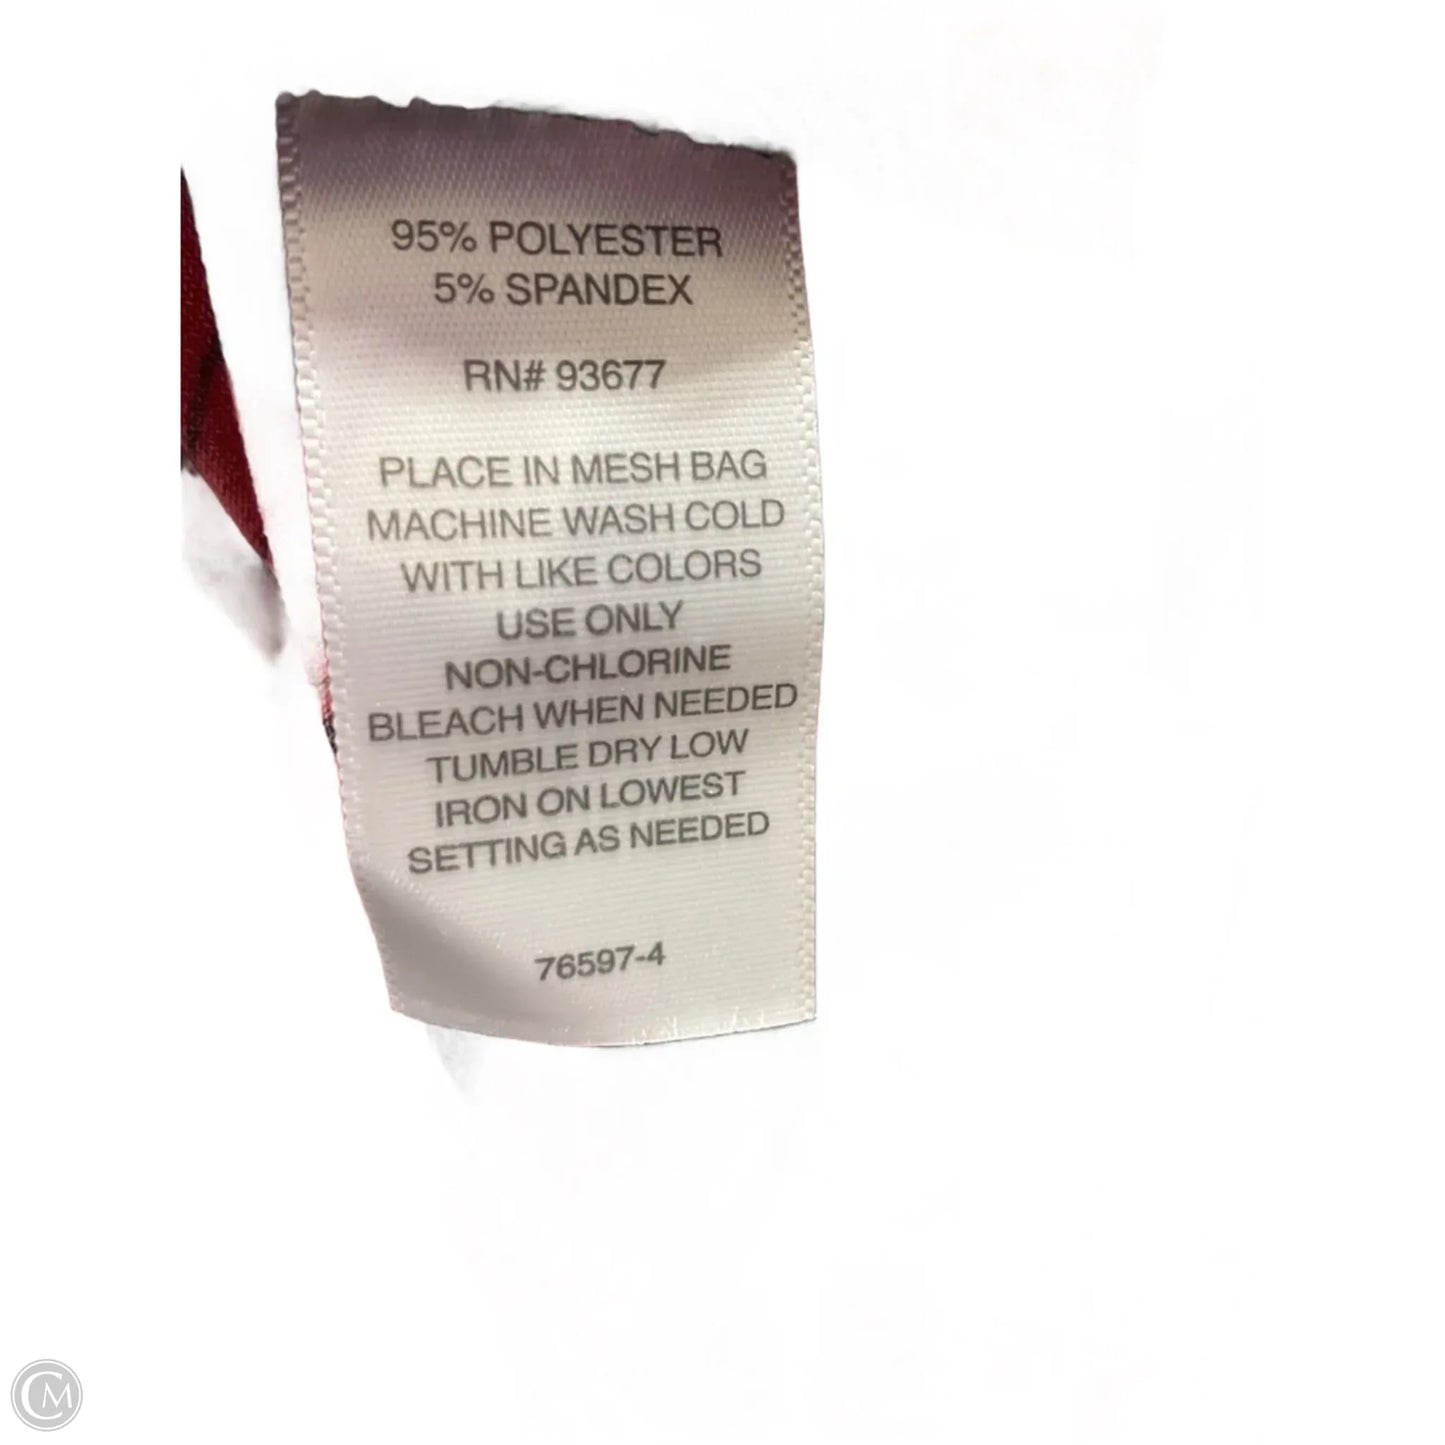 95% POLYESTER
5% SPANDEX
RN# 93677
PLACE IN MESH BAG
MACHINE WASH COLD
WITH LIKE COLORS
USE ONLY
NON-CHLORINE
BLEACH WHEN NEEDED
TUMBLE DRY LOW
IRON ON LOWEST
SETTING AS NEEDED
76597-4
CM